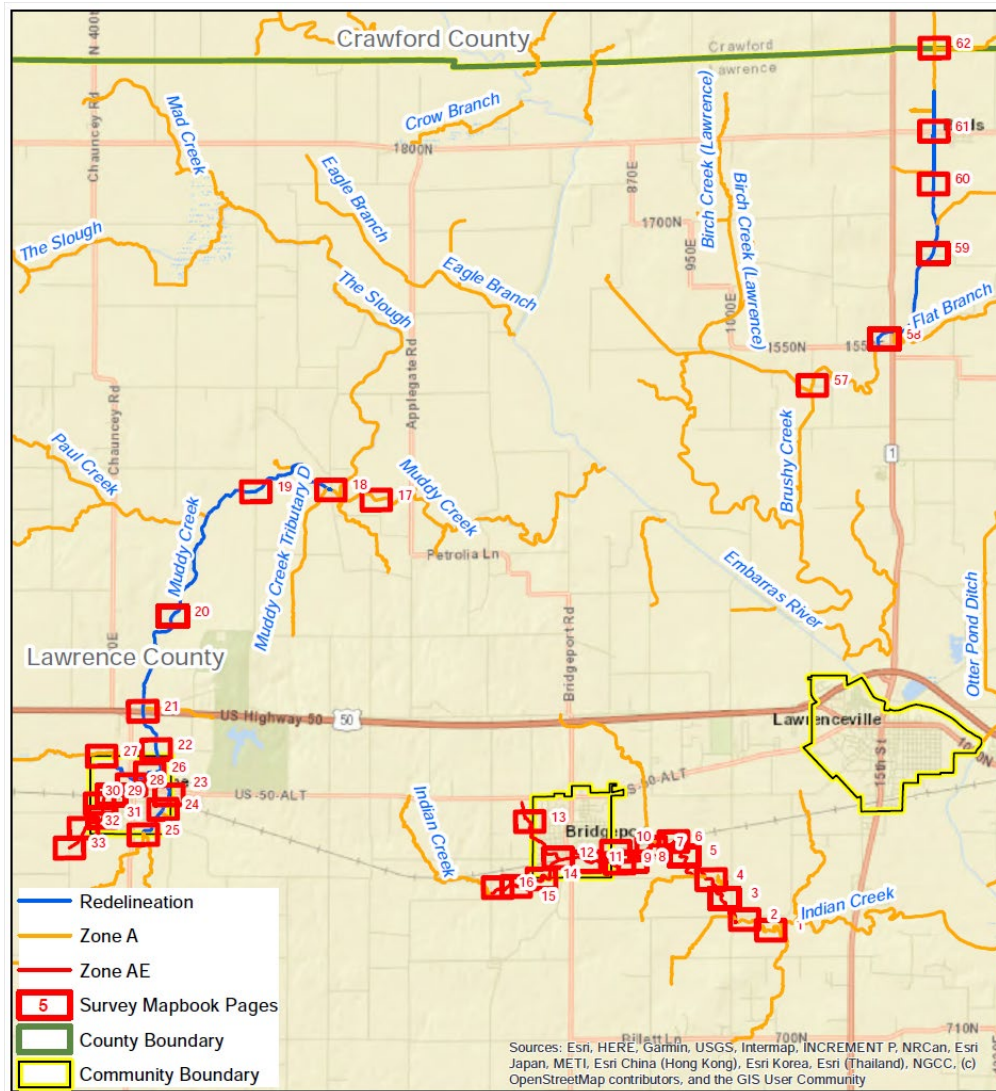 Crawford County
Crawford
Lawrence
62
N 400th
Chauncey Rd
Mad Creek
Crow Branch
1800N
61
Eagle Branch
870E
Birch Creek (Lawrence)
Birch Creek (Lawrence)
60
1700N
The Slough
950E
59
Eagle Branch
The Slough
1000E
Flat Branch
1550N
58
Applegate Rd
57
Chauncey Rd
1
Paul Creek
Brushy Creek
19
18
17
Muddy Creek
Muddy Creek
Muddy Creek Tributary D
Petrolia Ln
Embarras River
20
Otter Pond Ditch
Lawrence County
Bridgeport Rd
21
US Highway 50
50
Lawrenceville
22
27
26
15th St
28
23
30
29
US-50-ALT
US-50-ALT
24
31
13
32
25
Indian Creek
33
10
6
7
12
11
9
8
5
14
4
16
15
3
2
1
Indian Creek
Redelineation
Zone A
Zone AE
5
Survey Mapbook Pages
County Boundary
Community Boundary
700N
710N
Sources: Esri, HERE, Garmin, USGS, Intermap, INCREMENT P, NRCan, Esri
Japan, METI, Esri China (Hong Kong), Esri Korea, Esri (Thailand), NGCC, (c)
OpenStreetMap contributors, and the GIS User Community